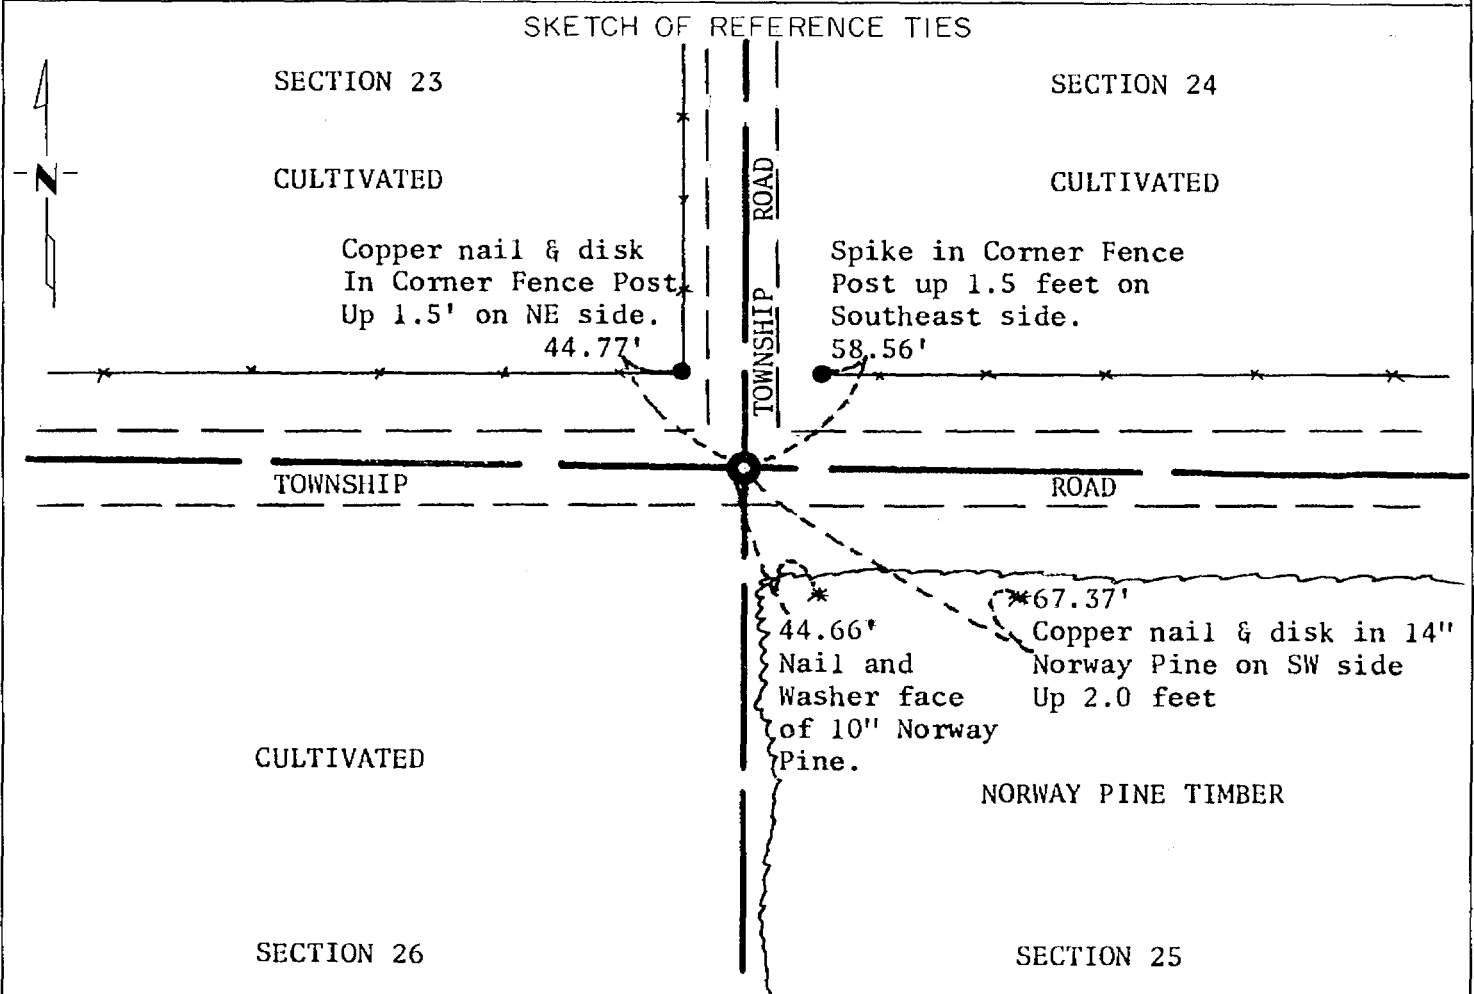 SKETCH OF REFERENCE TIES
SECTION 23
SECTION 24
N
CULTIVATED
CULTIVATED
TOWNSHIP ROAD
Copper nail & disk
In Corner Fence Post
Up 1.5' on NE side.
44.77'
Spike in Corner Fence
Post up 1.5 feet on
Southeast side.
58.56'
TOWNSHIP ROAD
44.66'
Nail and
Washer face
of 10" Norway
Pine.
67.37'
Copper nail & disk in 14"
Norway Pine on SW side
Up 2.0 feet
CULTIVATED
NORWAY PINE TIMBER
SECTION 26
SECTION 25